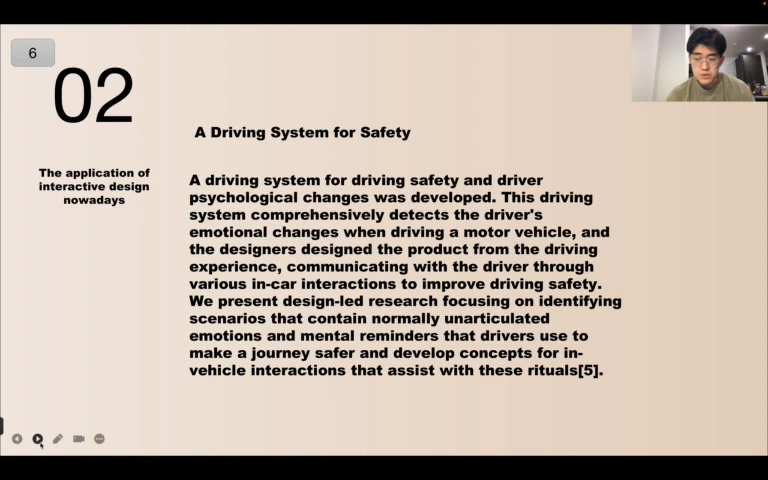 6
02
A Driving System for Safety
The application of
interactive design
nowadays
A driving system for driving safety and driver
psychological changes was developed. This driving
system comprehensively detects the driver's
emotional changes when driving a motor vehicle, and
the designers designed the product from the driving
experience, communicating with the driver through
various in-car interactions to improve driving safety.
We present design-led research focusing on identifying
scenarios that contain normally unarticulated
emotions and mental reminders that drivers use to
make a journey safer and develop concepts for in-
vehicle interactions that assist with these rituals[5].